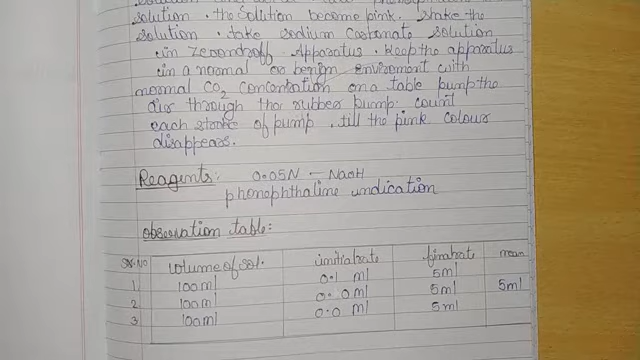 solution. the Solution become pink. Shake the
solution. take sodium Carbonate solution
in zerondroff Apparatus. Keep the apparatus
in a normal or benign enviroment with
normal CO2 concentration on a table pump the
air through the rubber pump. count
each stroke of pump, till the pink colour
disappears.
Reagents: 0.05N - NaOH
phenophthaline indication
Observation table:
SR.NO volume of sol. initial rate final rate mean
1 100ml 0.1 ml 5ml
2 100ml 0.0ml 5ml 5ml
3 100ml 0.0 ml 5ml